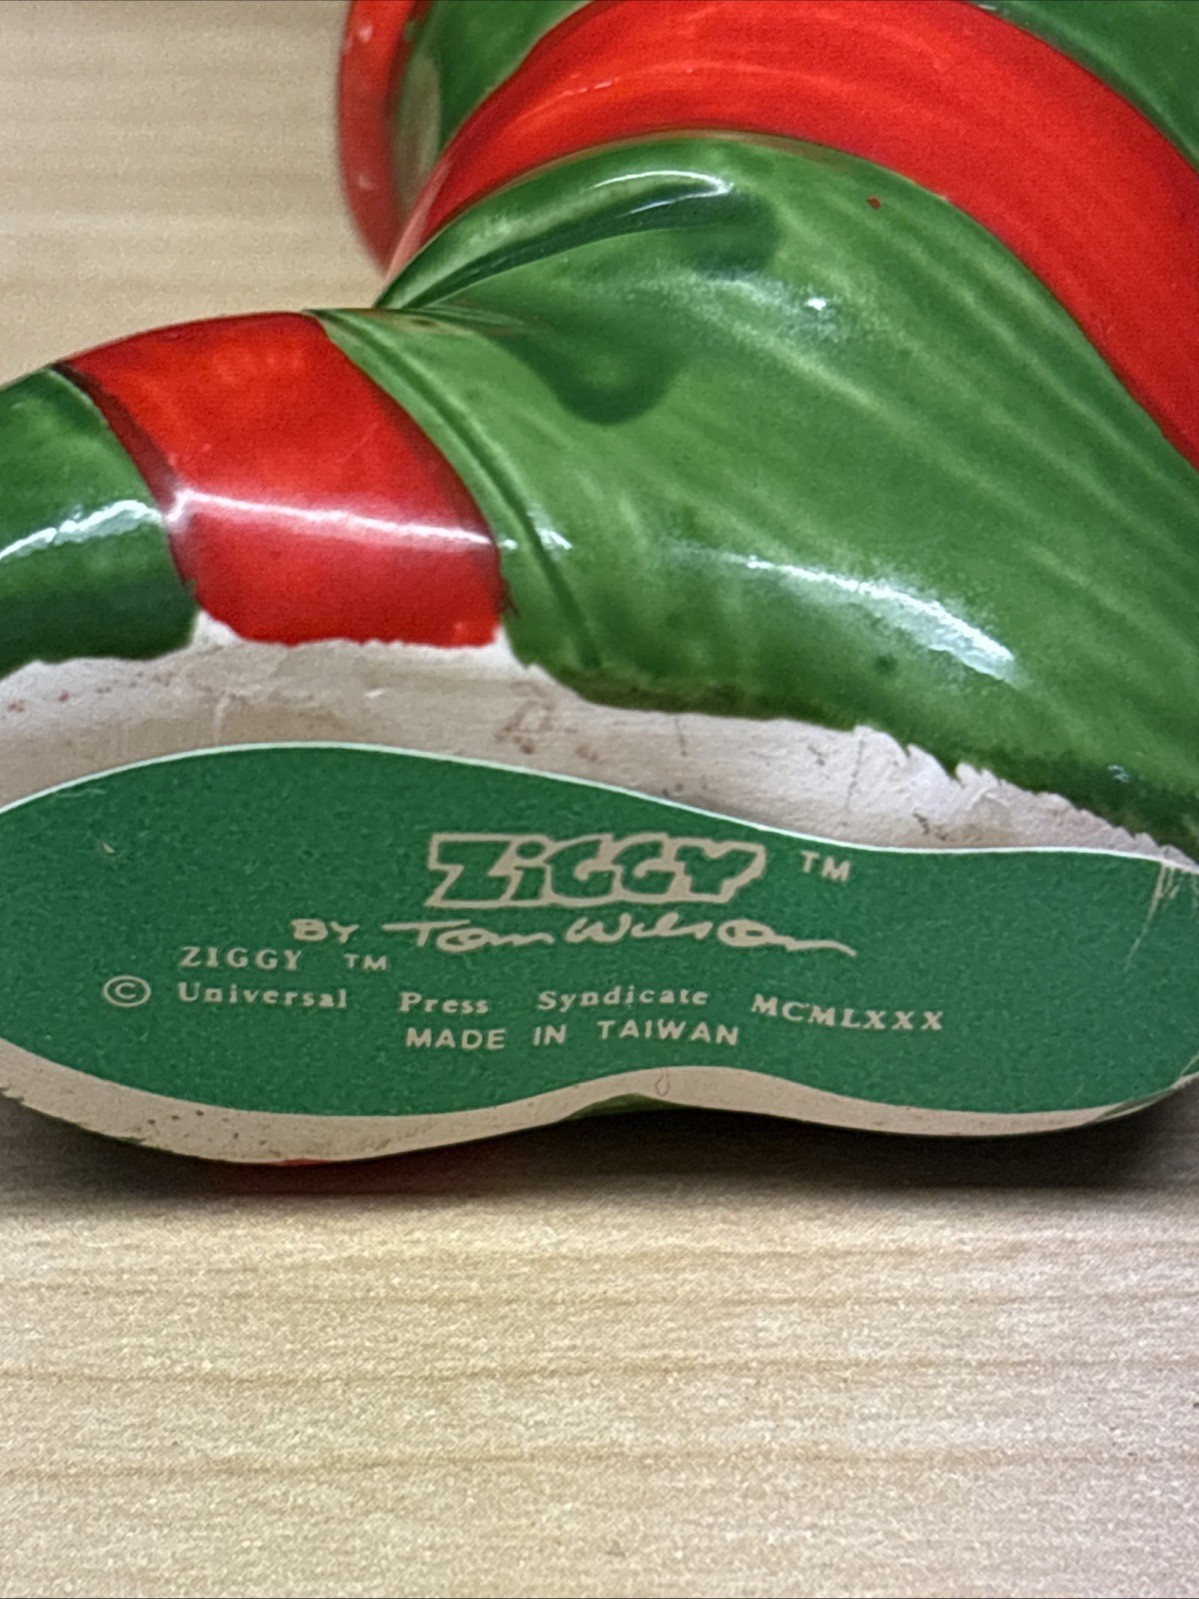 ZiGGY TM
BY Tom Wilson
ZIGGY TM
© Universal Press Syndicate MCMLXXX
MADE IN TAIWAN